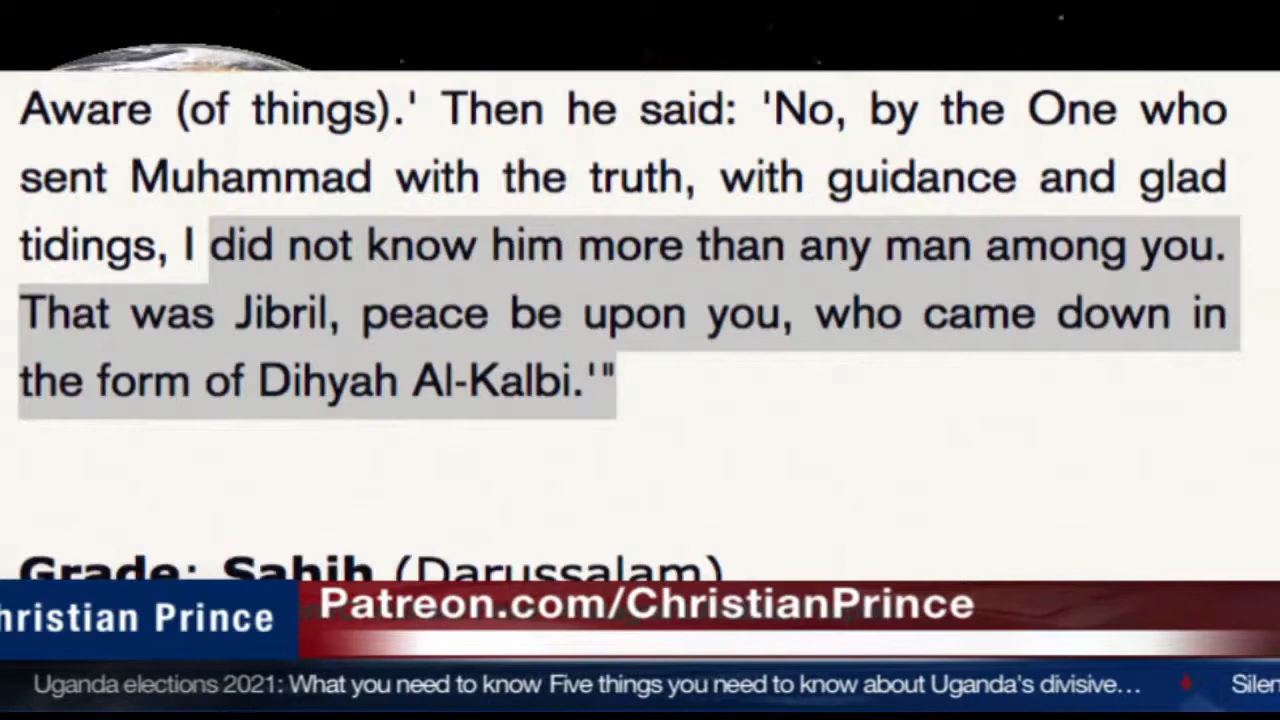 Aware (of things).' Then he said: 'No, by the One who
sent Muhammad with the truth, with guidance and glad
tidings, I did not know him more than any man among you.
That was Jibril, peace be upon you, who came down in
the form of Dihyah Al-Kalbi.'"
Grade: Sahih (Darussalam)
hristian Prince
Patreon.com/ChristianPrince
Uganda elections 2021: What you need to know Five things you need to know about Uganda's divisive… Silen